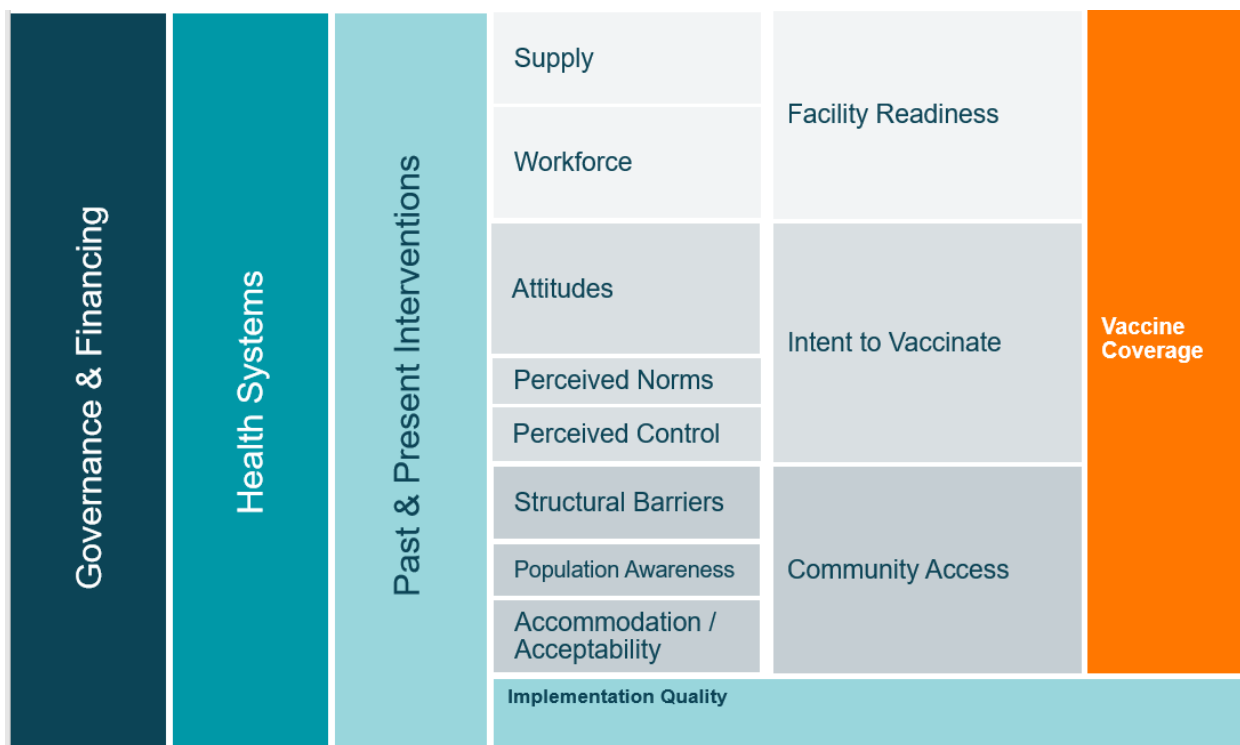 Governance & Financing
Health Systems
Past & Present Interventions
Supply
Workforce
Attitudes
Perceived Norms
Perceived Control
Structural Barriers
Population Awareness
Accommodation /
Acceptability
Facility Readiness
Intent to Vaccinate
Community Access
Vaccine
Coverage
Implementation Quality